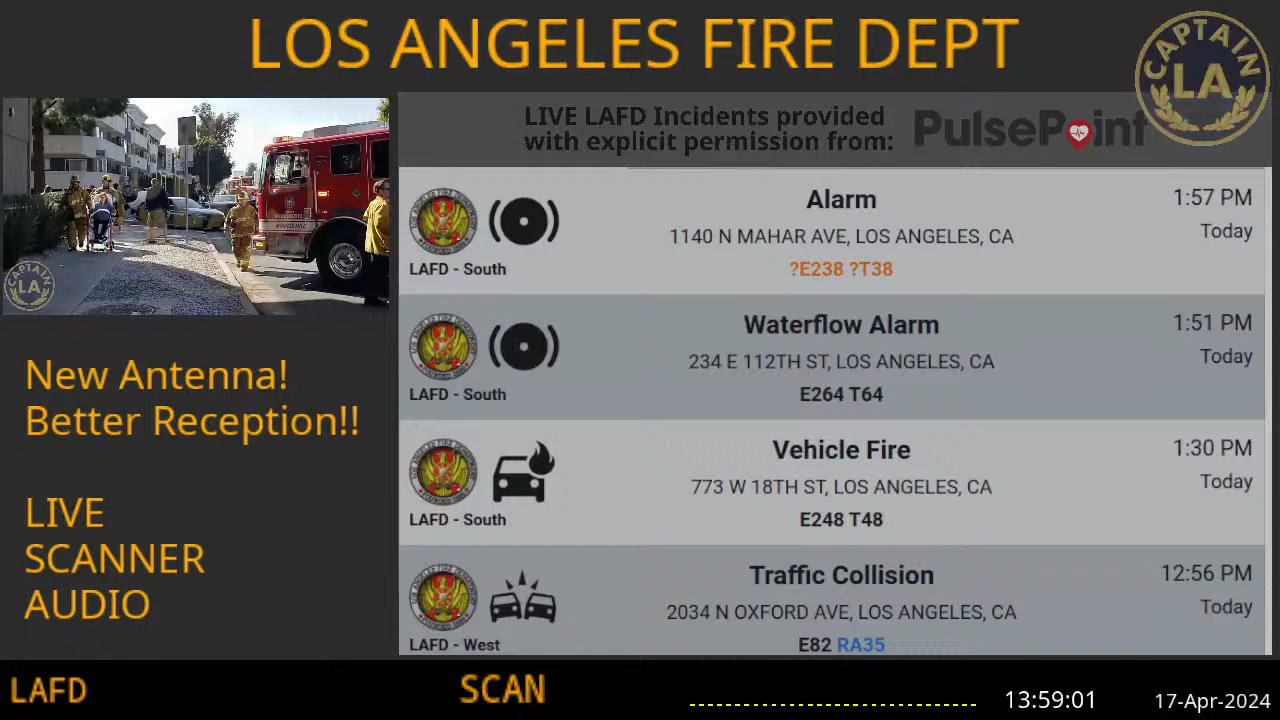 LOS ANGELES FIRE DEPT
CAPTAIN
LA
LIVE LAFD Incidents provided
with explicit permission from:
PulsePoint
Alarm
1:57 PM
1140 N MAHAR AVE, LOS ANGELES, CA
Today
LAFD - South
?E238 ?T38
Waterflow Alarm
1:51 PM
234 E 112TH ST, LOS ANGELES, CA
Today
LAFD - South
E264 T64
Vehicle Fire
1:30 PM
773 W 18TH ST, LOS ANGELES, CA
Today
LAFD - South
E248 T48
Traffic Collision
12:56 PM
2034 N OXFORD AVE, LOS ANGELES, CA
Today
LAFD - West
E82 RA35
CAPTAIN
LA
New Antenna!
Better Reception!!
LIVE
SCANNER
AUDIO
LAFD
SCAN
13:59:01
17-Apr-2024